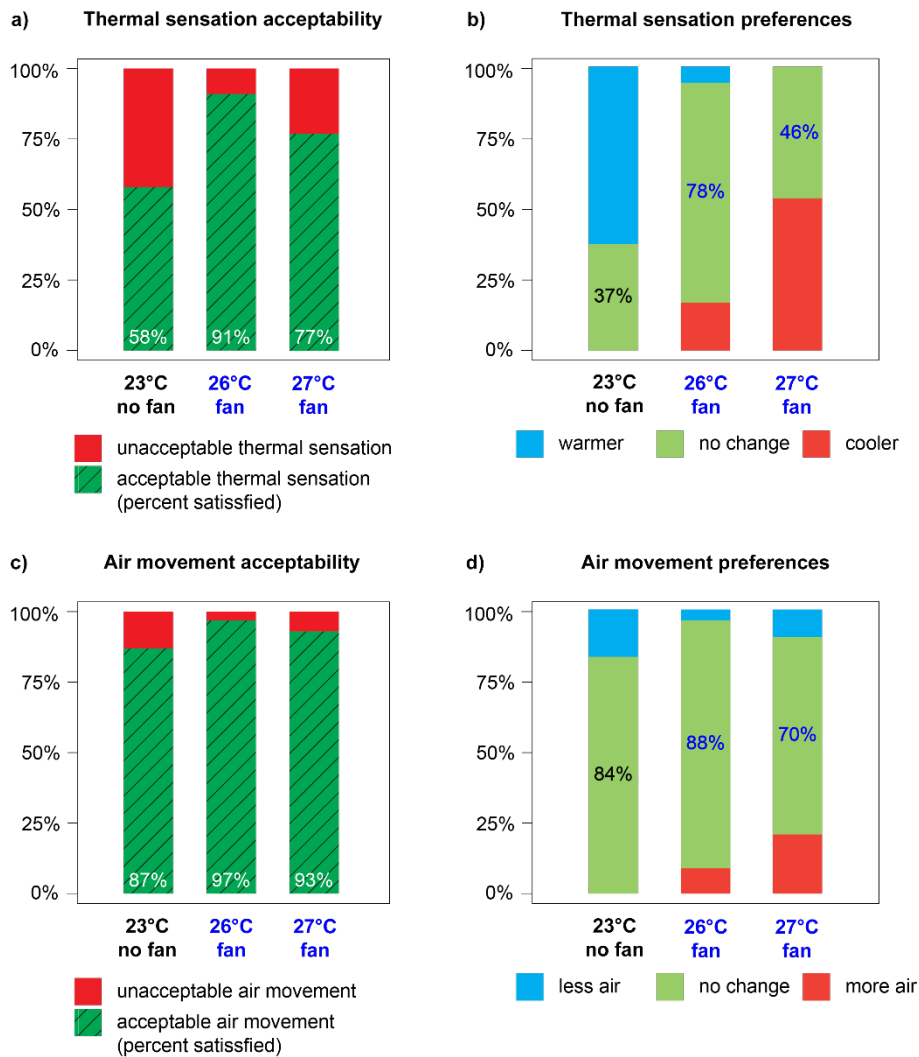 a) Thermal sensation acceptability
100%
75%
50%
25%
0%
58% 91% 77%
23°C 26°C 27°C
no fan fan fan
unacceptable thermal sensation
acceptable thermal sensation
(percent satissfied)
b) Thermal sensation preferences
100%
75%
50%
25%
0%
46%
78%
37%
23°C 26°C 27°C
no fan fan fan
warmer no change cooler
c) Air movement acceptability
100%
75%
50%
25%
0%
87% 97% 93%
23°C 26°C 27°C
no fan fan fan
unacceptable air movement
acceptable air movement
(percent satissfied)
d) Air movement preferences
100%
75%
50%
25%
0%
70%
88%
84%
23°C 26°C 27°C
no fan fan fan
less air no change more air